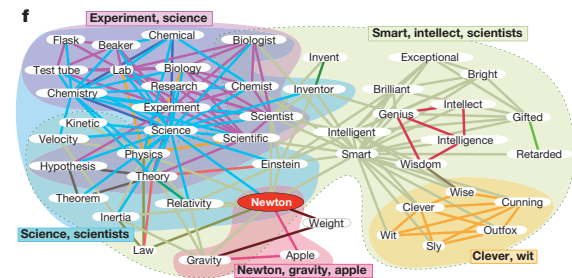 f
Experiment, science
Smart, intellect, scientists
Flask
Beaker
Chemical
Biologist
Invent
Exceptional
Test tube
Lab
Biology
Bright
Chemistry
Research
Chemist
Inventor
Brilliant
Experiment
Intellect
Kinetic
Science
Scientist
Genius
Gifted
Velocity
Scientific
Intelligent
Intelligence
Physics
Smart
Retarded
Hypothesis
Theory
Einstein
Wisdom
Theorem
Relativity
Newton
Wise
Inertia
Clever
Cunning
Science, scientists
Weight
Law
Wit
Outfox
Sly
Gravity
Apple
Clever, wit
Newton, gravity, apple